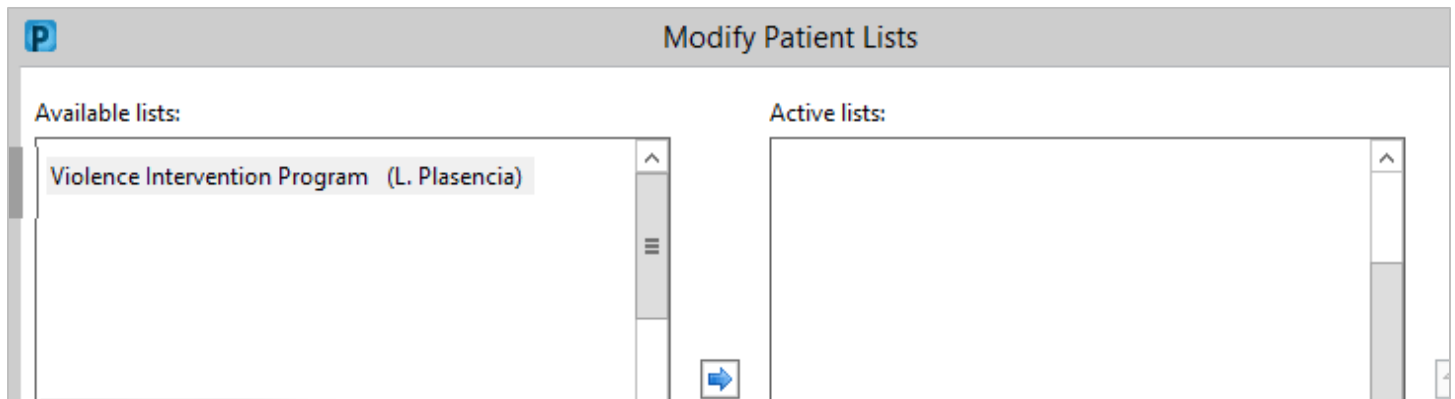 P
Modify Patient Lists
Available lists:
Active lists:
Violence Intervention Program (L. Plasencia)